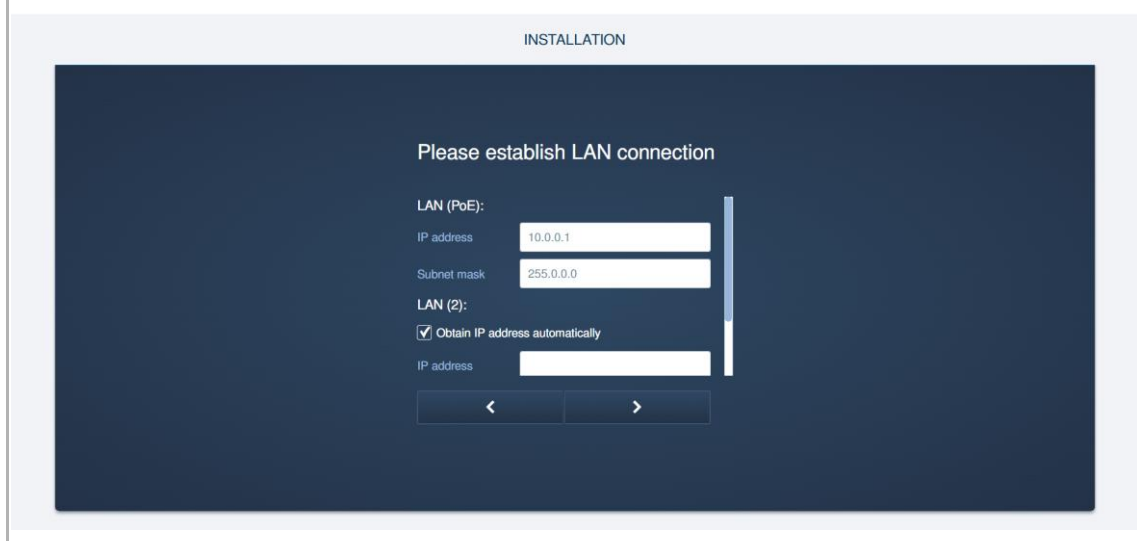 INSTALLATION
Please establish LAN connection
LAN (PoE):
IP address 10.0.0.1
Subnet mask 255.0.0.0
LAN (2):
Obtain IP address automatically
IP address